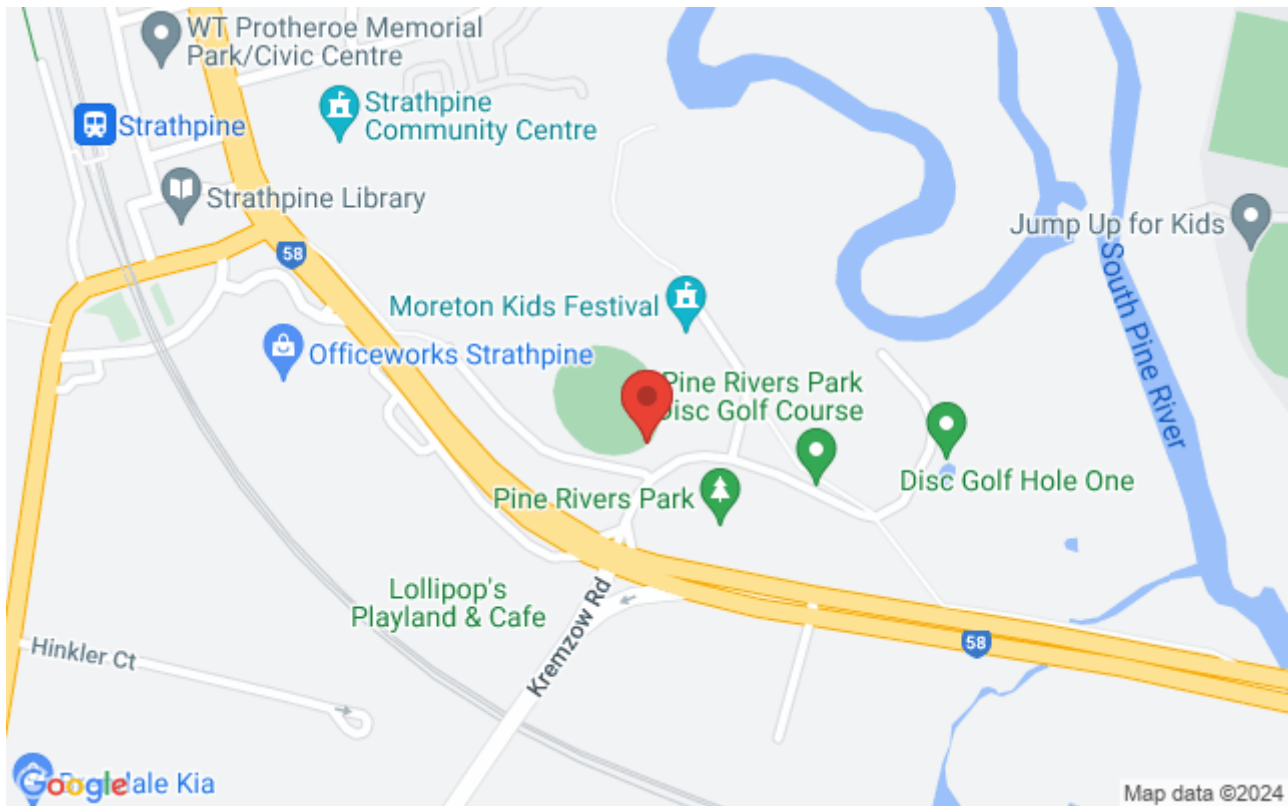 WT Protheroe Memorial
Park/Civic Centre
Strathpine
Community Centre
Strathpine
Strathpine Library
Jump Up for Kids
58
South Pine River
Moreton Kids Festival
Officeworks Strathpine
Pine Rivers Park
Disc Golf Course
Disc Golf Hole One
Pine Rivers Park
Lollipop's
Playland & Cafe
Kremzow Rd
58
Hinkler Ct
Google
dale Kia
Map data ©2024